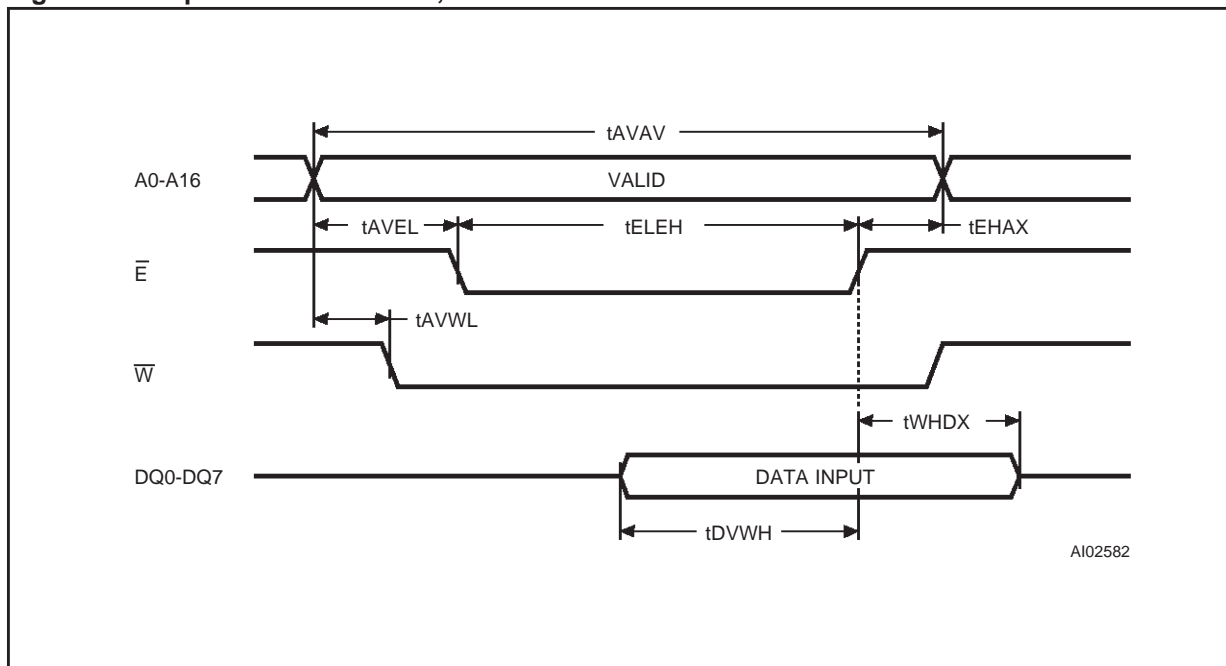 tAVAV
A0-A16
VALID
tAVEL
tELEH
tEHAX
E̅
tAVWL
W̅
tWHDX
DQ0-DQ7
DATA INPUT
tDVWH
AI02582